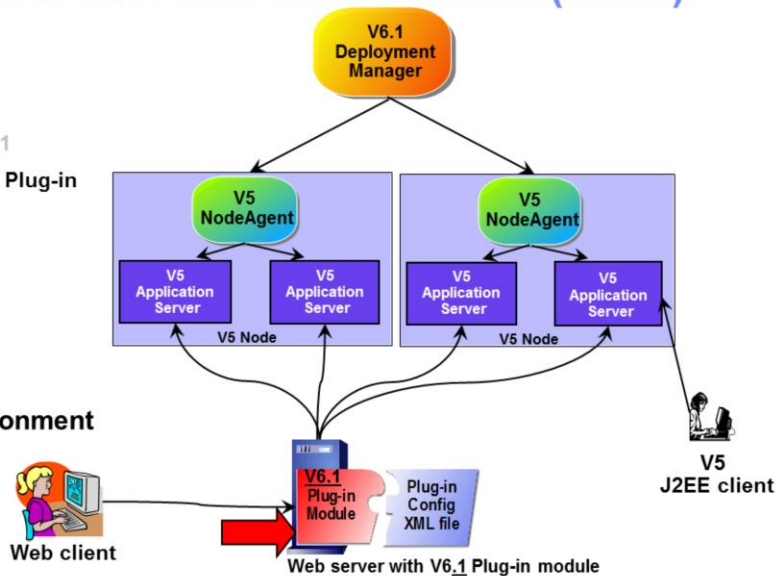 V6.1
Deployment
Manager
1
Plug-in
V5
NodeAgent
V5
NodeAgent
V5
Application
Server
V5
Application
Server
V5
Application
Server
V5
Application
Server
V5 Node
V5 Node
onment
V6.1
Plug-in
Module
Plug-in
Config
XML file
V5
J2EE client
Web client
Web server with V6.1 Plug-in module